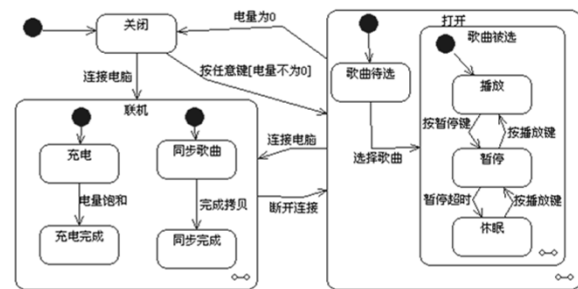 电量为0
打开
关闭
歌曲被选
连接电脑
按任意键[电量不为0]
歌曲待选
播放
联机
按暂停键
按播放键
充电
同步歌曲
连接电脑
选择歌曲
暂停
电量饱和
完成拷贝
断开连接
暂停超时
按播放键
充电完成
同步完成
休眠